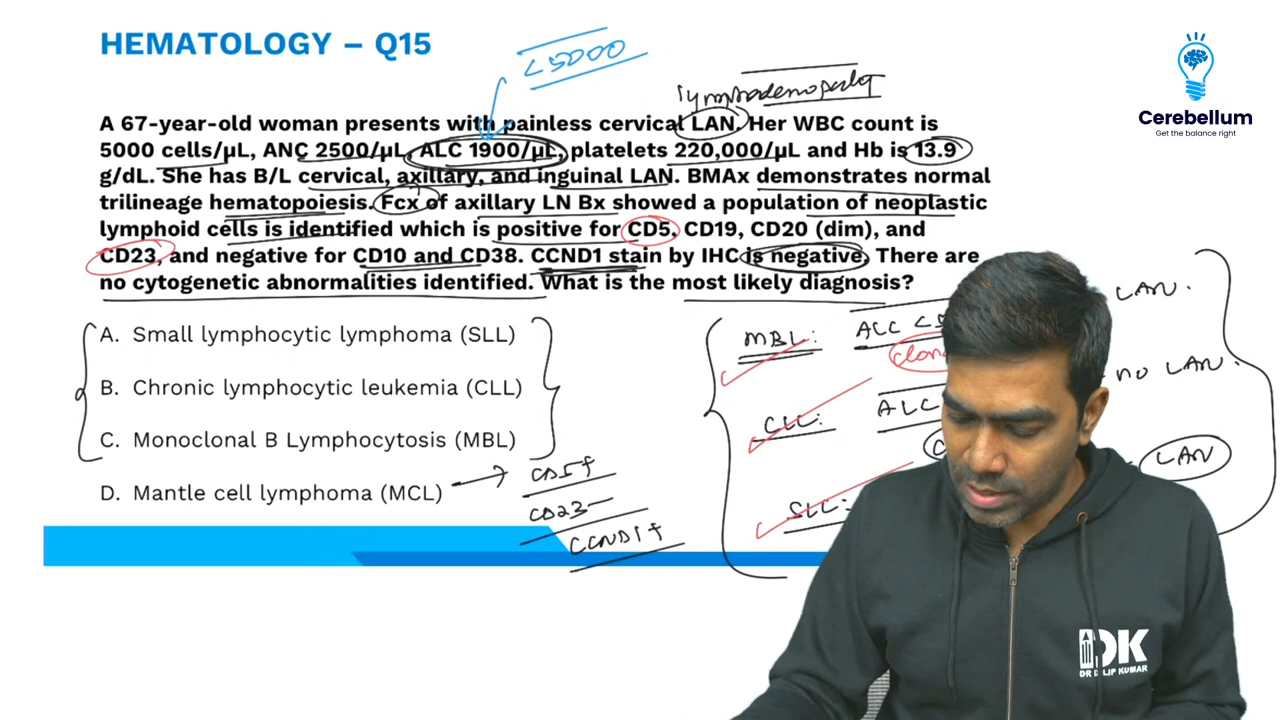 HEMATOLOGY – Q15
<5000
Cerebellum
Get the balance right
lymphadenopathy
A 67-year-old woman presents with painless cervical LAN. Her WBC count is
5000 cells/µL, ANC 2500/µL, ALC 1900/µL, platelets 220,000/µL and Hb is 13.9
g/dL. She has B/L cervical, axillary, and inguinal LAN. BMAx demonstrates normal
trilineage hematopoiesis. Fcx of axillary LN Bx showed a population of neoplastic
lymphoid cells is identified which is positive for CD5, CD19, CD20 (dim), and
CD23, and negative for CD10 and CD38. CCND1 stain by IHC is negative. There are
no cytogenetic abnormalities identified. What is the most likely diagnosis?
A. Small lymphocytic lymphoma (SLL)
B. Chronic lymphocytic leukemia (CLL)
C. Monoclonal B Lymphocytosis (MBL)
D. Mantle cell lymphoma (MCL)
CD5+
CD23-
CCND1+
MBL: ALC < LAN.
CLL: ALC no LAN.
SLL: LAN
DK
DR DILIP KUMAR